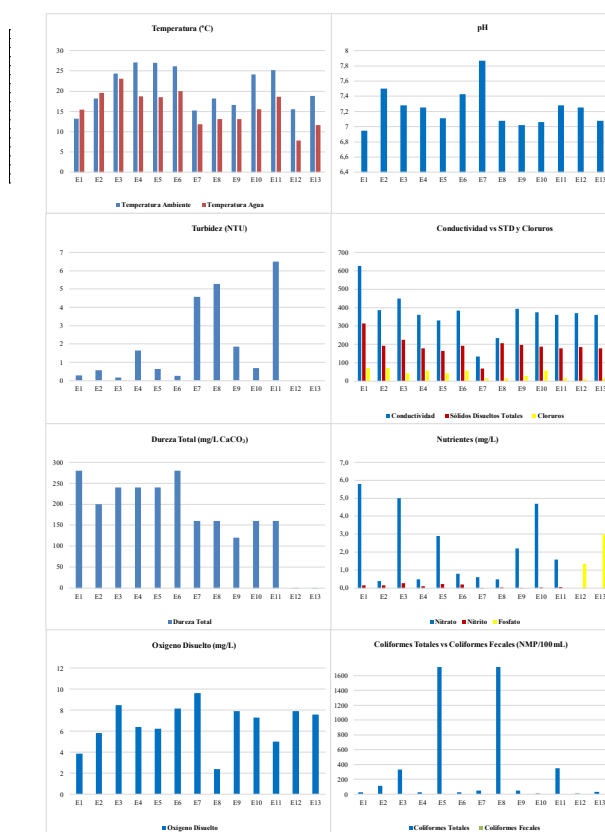 Temperatura (°C)
30
25
20
15
10
5
0
E1 E2 E3 E4 E5 E6 E7 E8 E9 E10 E11 E12 E13
Temperatura Ambiente Temperatura Agua
pH
8
7,8
7,6
7,4
7,2
7
6,8
6,6
6,4
E1 E2 E3 E4 E5 E6 E7 E8 E9 E10 E11 E12 E13
Turbidez (NTU)
7
6
5
4
3
2
1
0
E1 E2 E3 E4 E5 E6 E7 E8 E9 E10 E11 E12 E13
Conductividad vs STD y Cloruros
700
600
500
400
300
200
100
0
E1 E2 E3 E4 E5 E6 E7 E8 E9 E10 E11 E12 E13
Conductividad Sólidos Disueltos Totales Cloruros
Dureza Total (mg/L CaCO₃)
300
250
200
150
100
50
0
E1 E2 E3 E4 E5 E6 E7 E8 E9 E10 E11 E12 E13
Dureza Total
Nutrientes (mg/L)
7,0
6,0
5,0
4,0
3,0
2,0
1,0
0,0
E1 E2 E3 E4 E5 E6 E7 E8 E9 E10 E11 E12 E13
Nitrato Nitrito Fosfato
Oxígeno Disuelto (mg/L)
12
10
8
6
4
2
0
E1 E2 E3 E4 E5 E6 E7 E8 E9 E10 E11 E12 E13
Oxígeno Disuelto
Coliformes Totales vs Coliformes Fecales (NMP/100 mL)
1600
1400
1200
1000
800
600
400
200
0
E1 E2 E3 E4 E5 E6 E7 E8 E9 E10 E11 E12 E13
Coliformes Totales Coliformes Fecales